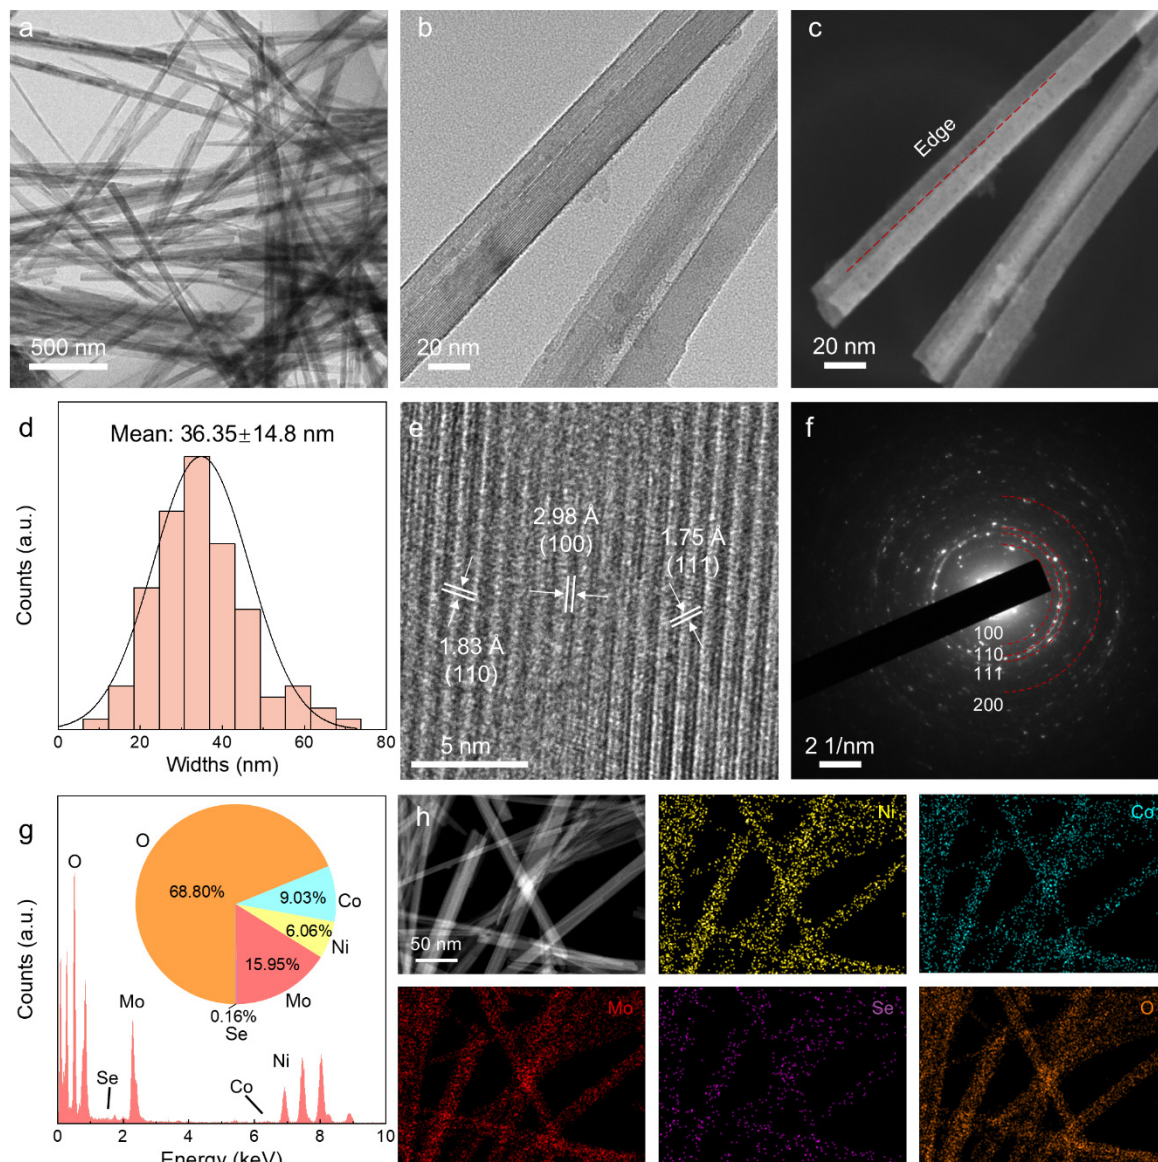 a
500 nm
b
20 nm
c
Edge
20 nm
d
Mean: 36.35±14.8 nm
Counts (a.u.)
0 20 40 60 80
Widths (nm)
e
2.98 Å
(100)
1.75 Å
(111)
1.83 Å
(110)
5 nm
f
100
110
111
200
2 1/nm
g
O
O
68.80%
9.03%
Co
6.06%
Ni
15.95%
Mo
Mo
0.16%
Se
Se
Co
Ni
Counts (a.u.)
0 2 4 6 8 10
Energy (keV)
h
50 nm
Ni
Co
Mo
Se
O